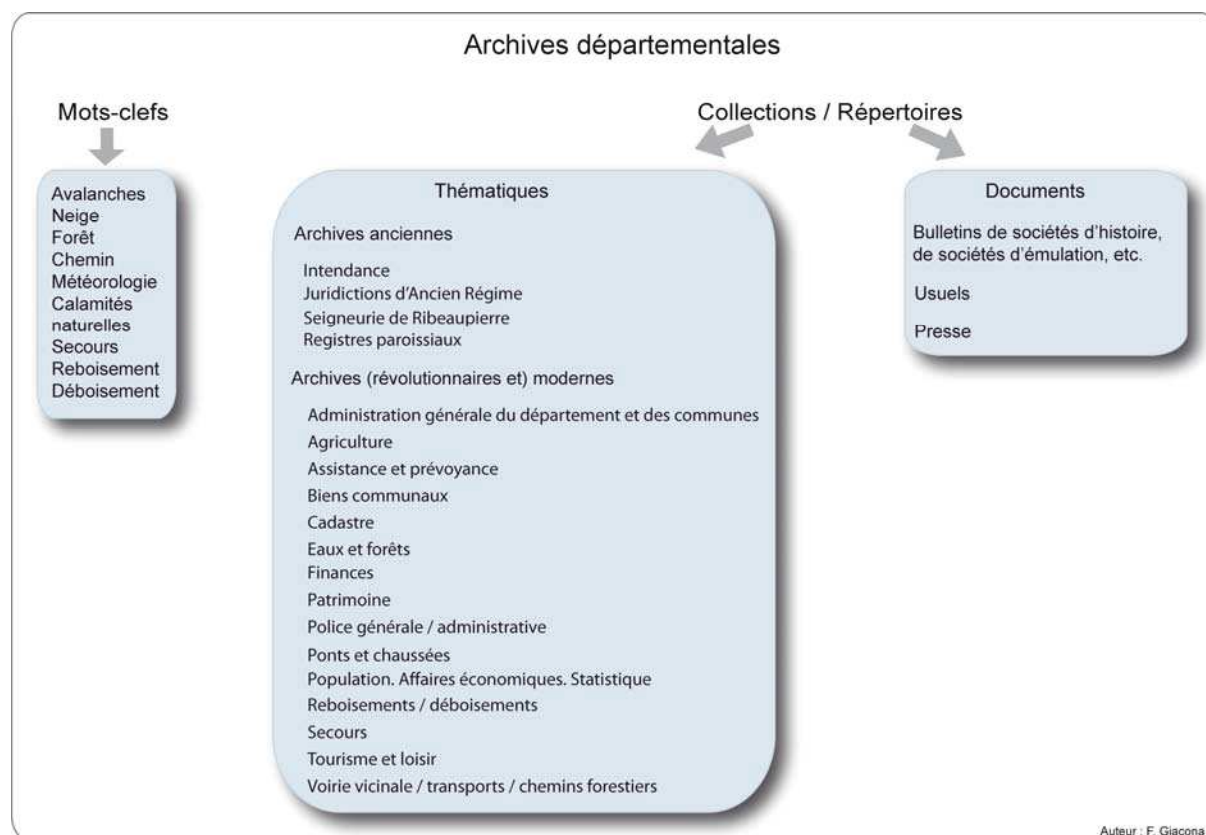 Archives départementales
Mots-clefs
Avalanches
Neige
Forêt
Chemin
Météorologie
Calamités
naturelles
Secours
Reboisement
Déboisement
Collections / Répertoires
Thématiques
Archives anciennes
Intendance
Juridictions d'Ancien Régime
Seigneurie de Ribeaupierre
Registres paroissiaux
Archives (révolutionnaires et) modernes
Administration générale du département et des communes
Agriculture
Assistance et prévoyance
Biens communaux
Cadastre
Eaux et forêts
Finances
Patrimoine
Police générale / administrative
Ponts et chaussées
Population. Affaires économiques. Statistique
Reboisements / déboisements
Secours
Tourisme et loisir
Voirie vicinale / transports / chemins forestiers
Documents
Bulletins de sociétés d'histoire,
de sociétés d'émulation, etc.
Usuels
Presse
Auteur : F. Giacona